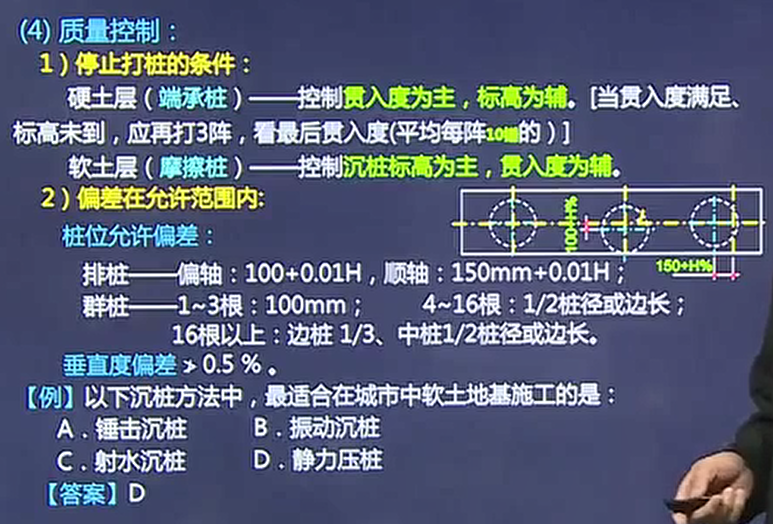 (4) 质量控制：
1）停止打桩的条件：
硬土层（端承桩）——控制贯入度为主，标高为辅。[当贯入度满足、
标高未到，应再打3阵，看最后贯入度(平均每阵10锤的）]
软土层（摩擦桩）——控制沉桩标高为主，贯入度为辅。
2）偏差在允许范围内:
桩位允许偏差：
100+H%
150+H%
排桩——偏轴：100+0.01H，顺轴：150mm+0.01H；
群桩——1~3根：100mm； 4~16根：1/2桩径或边长；
16根以上：边桩 1/3、中桩1/2桩径或边长。
垂直度偏差≯0.5 % 。
【例】以下沉桩方法中，最适合在城市中软土地基施工的是：
A．锤击沉桩 B．振动沉桩
C．射水沉桩 D．静力压桩
【答案】D